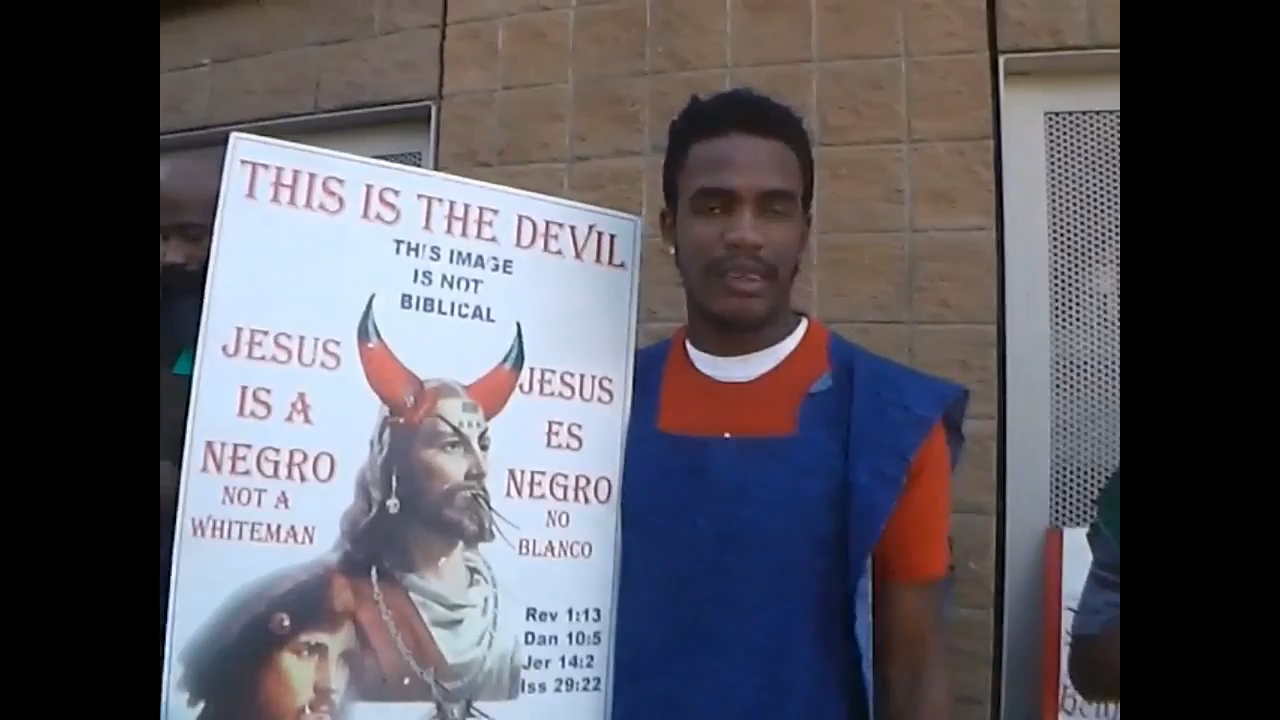 THIS IS THE DEVIL
THIS IMAGE
IS NOT
BIBLICAL
JESUS
IS A
NEGRO
NOT A
WHITEMAN
JESUS
ES
NEGRO
NO
BLANCO
Rev 1:13
Dan 10:5
Jer 14:2
Iss 29:22